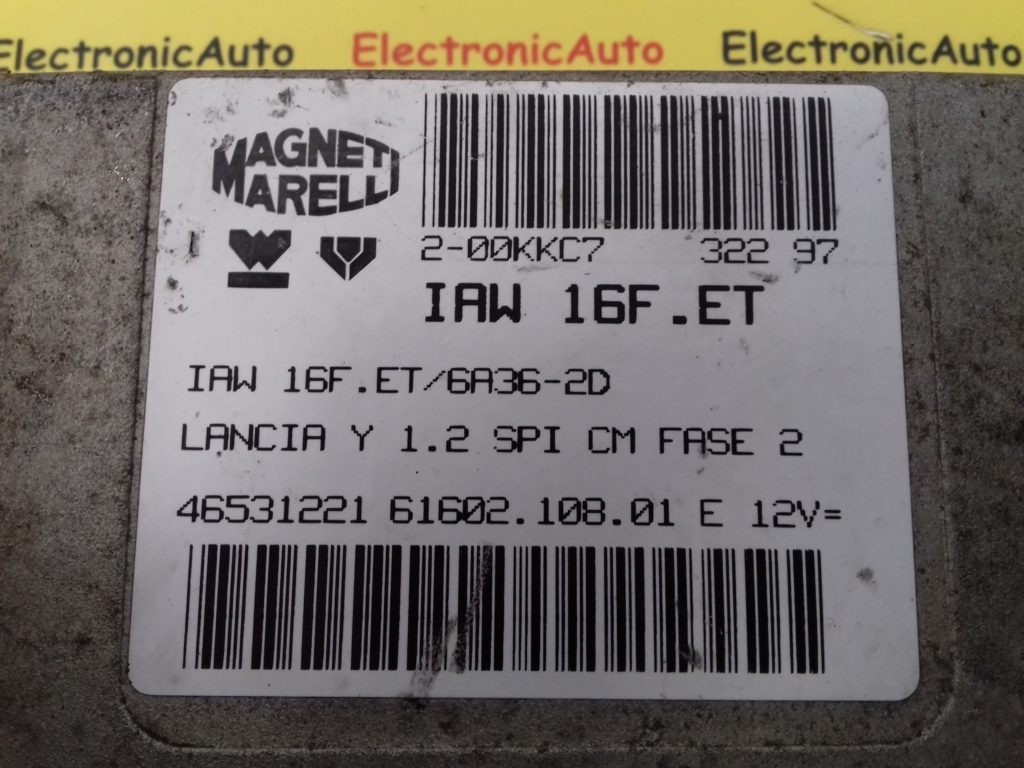 ElectronicAuto ElectronicAuto ElectronicAuto
MAGNETI
MARELLI
2-00KKC7 322 97
IAW 16F.ET
IAW 16F.ET/6A36-2D
LANCIA Y 1.2 SPI CM FASE 2
46531221 61602.108.01 E 12V=